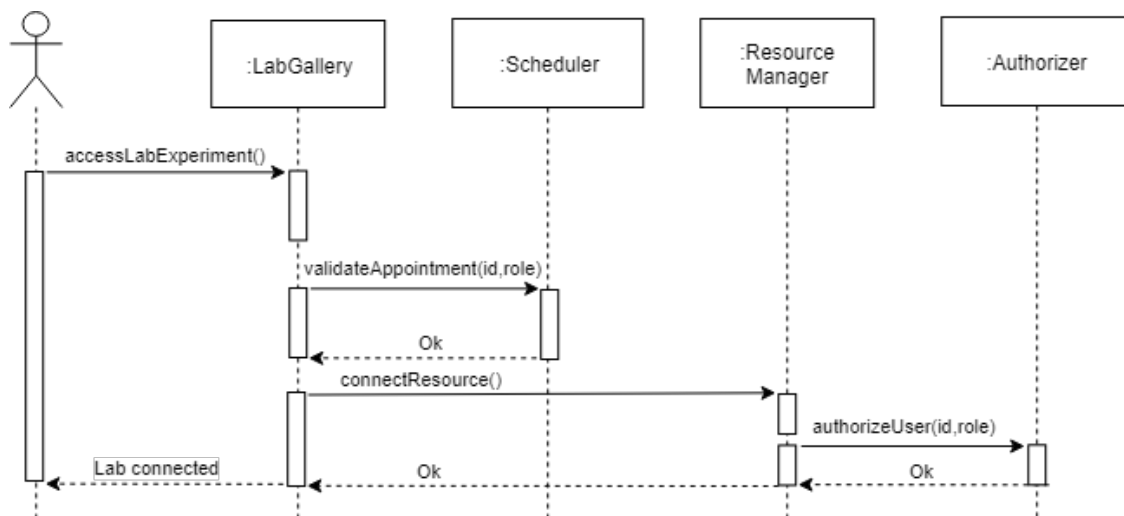 :LabGallery
:Scheduler
:Resource
Manager
:Authorizer
accessLabExperiment()
validateAppointment(id,role)
Ok
connectResource()
authorizeUser(id,role)
Lab connected
Ok
Ok